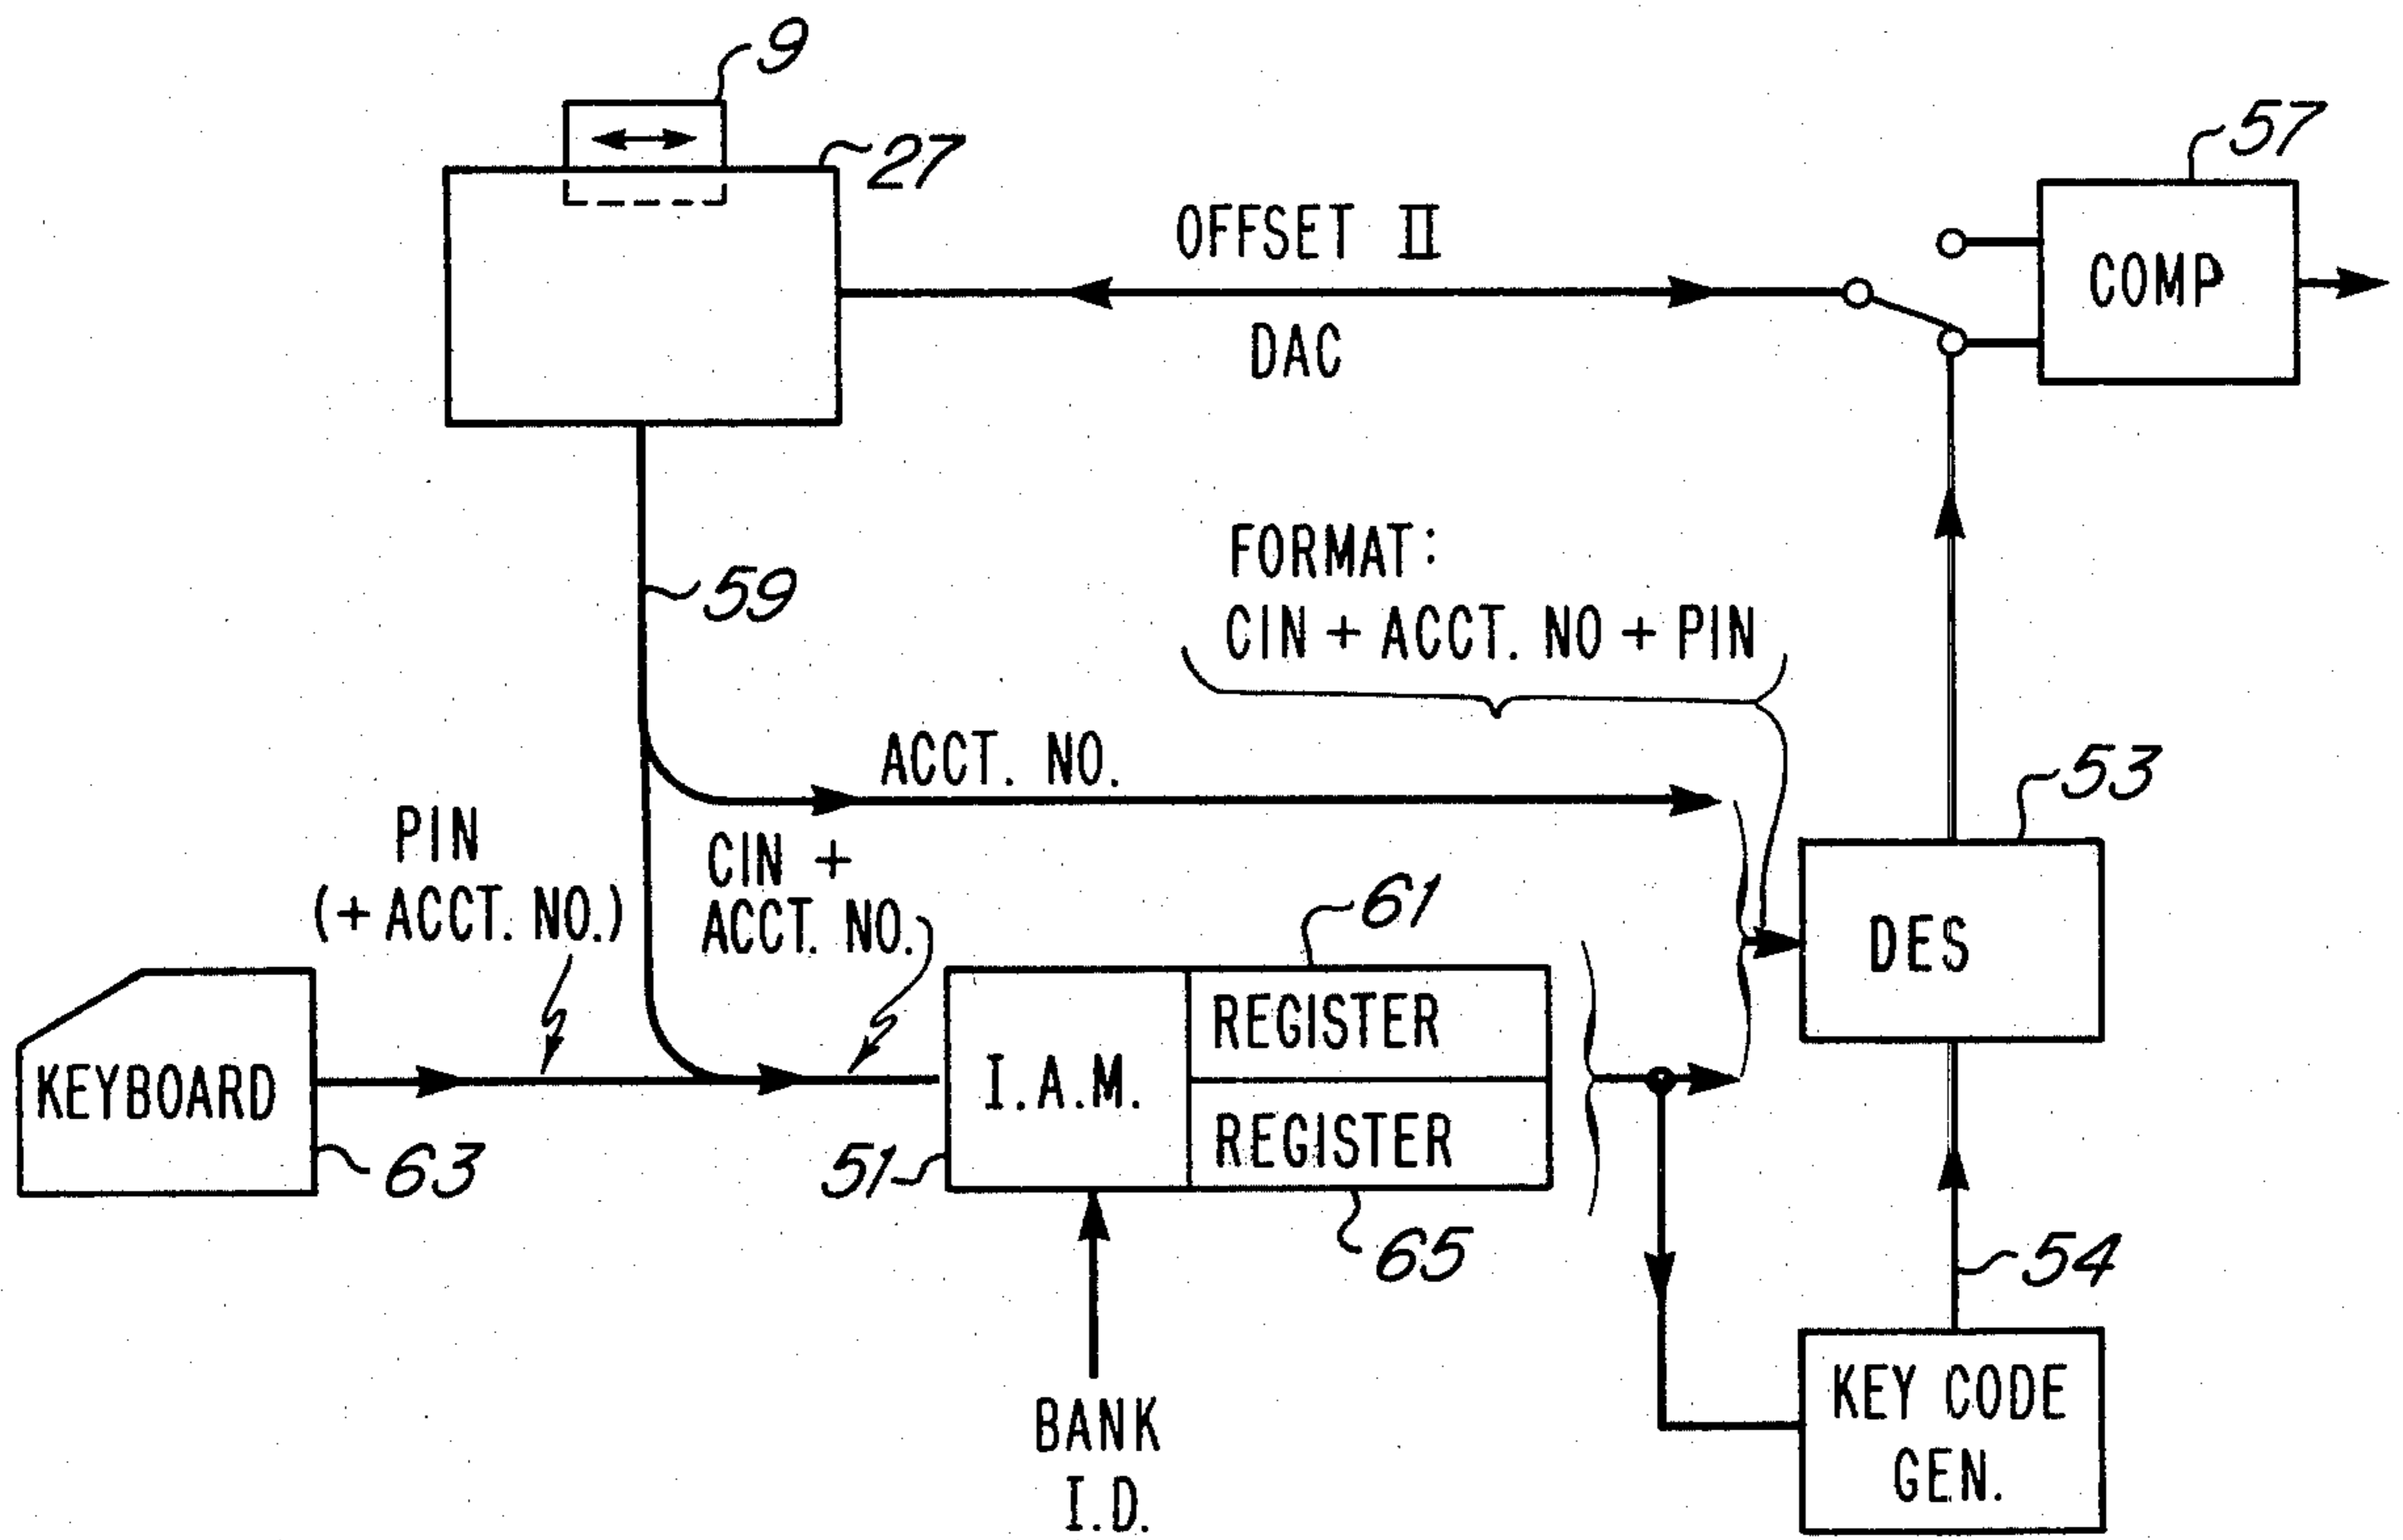 9
27
57
OFFSET II
COMP
DAC
59
FORMAT:
CIN + ACCT. NO + PIN
ACCT. NO.
53
PIN
(+ ACCT. NO.)
CIN +
ACCT. NO.
61
DES
KEYBOARD
63
I.A.M.
REGISTER
REGISTER
51
65
54
BANK
I.D.
KEY CODE
GEN.